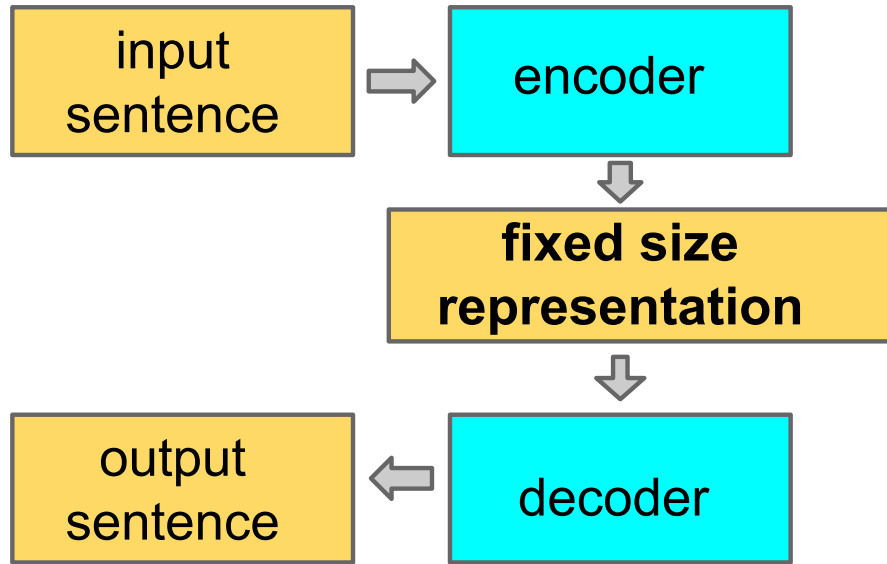 input
sentence
encoder
fixed size
representation
decoder
output
sentence